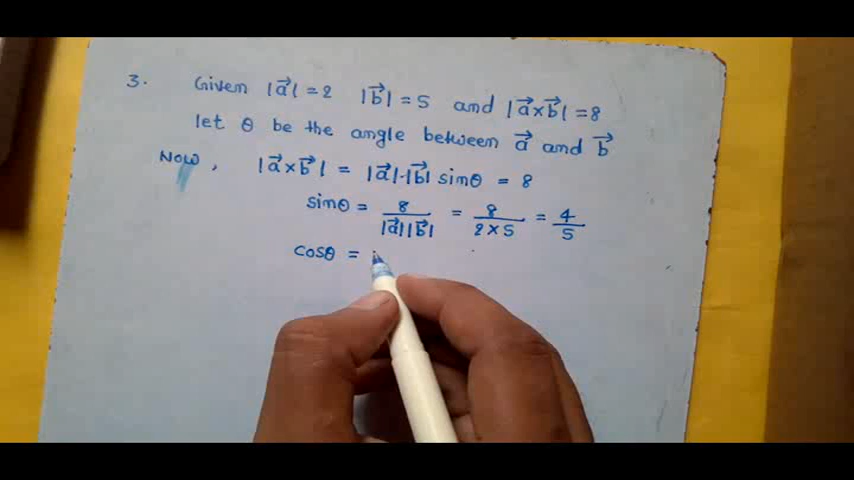 3. Given |a⃗| = 2 |b⃗| = 5 and |a⃗×b⃗| = 8
let θ be the angle between a⃗ and b⃗
Now, |a⃗×b⃗| = |a⃗|·|b⃗| sinθ = 8
sinθ = 8/|a⃗||b⃗| = 8/2×5 = 4/5
cosθ =